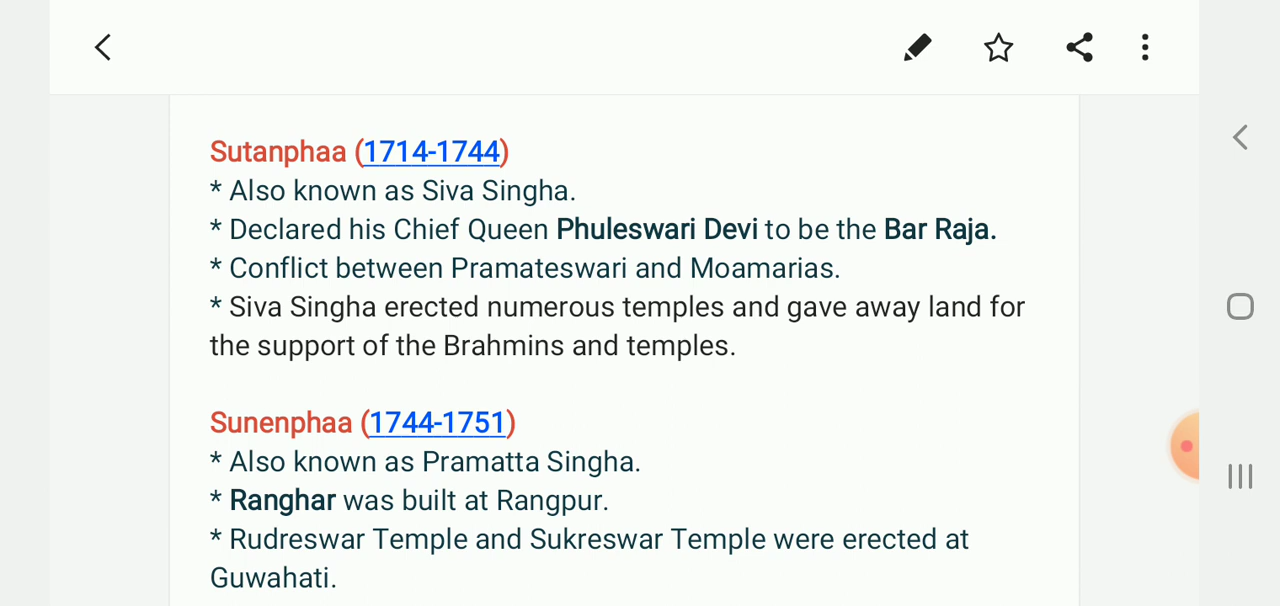 Sutanphaa (1714-1744)
* Also known as Siva Singha.
* Declared his Chief Queen Phuleswari Devi to be the Bar Raja.
* Conflict between Pramateswari and Moamarias.
* Siva Singha erected numerous temples and gave away land for
the support of the Brahmins and temples.
Sunenphaa (1744-1751)
* Also known as Pramatta Singha.
* Ranghar was built at Rangpur.
* Rudreswar Temple and Sukreswar Temple were erected at
Guwahati.